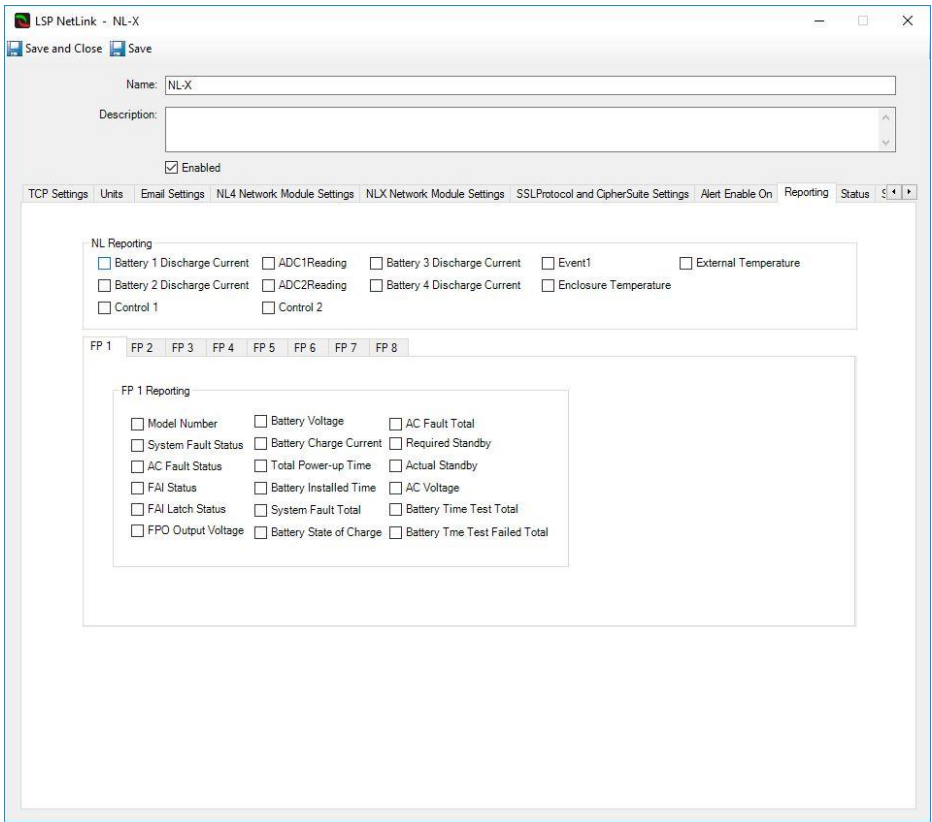 LSP NetLink - NL-X
Save and Close Save
Name: NL-X
Description:
Enabled
TCP Settings Units Email Settings NL4 Network Module Settings NLX Network Module Settings SSLProtocol and CipherSuite Settings Alert Enable On Reporting Status S
NL Reporting
Battery 1 Discharge Current ADC1Reading Battery 3 Discharge Current Event1 External Temperature
Battery 2 Discharge Current ADC2Reading Battery 4 Discharge Current Enclosure Temperature
Control 1 Control 2
FP 1 FP 2 FP 3 FP 4 FP 5 FP 6 FP 7 FP 8
FP 1 Reporting
Model Number Battery Voltage AC Fault Total
System Fault Status Battery Charge Current Required Standby
AC Fault Status Total Power-up Time Actual Standby
FAI Status Battery Installed Time AC Voltage
FAI Latch Status System Fault Total Battery Time Test Total
FPO Output Voltage Battery State of Charge Battery Tme Test Failed Total